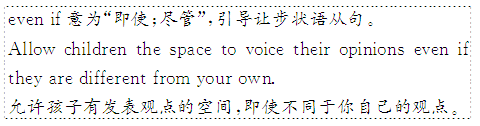 even if 意为“即使；尽管”，引导让步状语从句。
Allow children the space to voice their opinions even if
they are different from your own.
允许孩子有发表观点的空间，即使不同于你自己的观点。